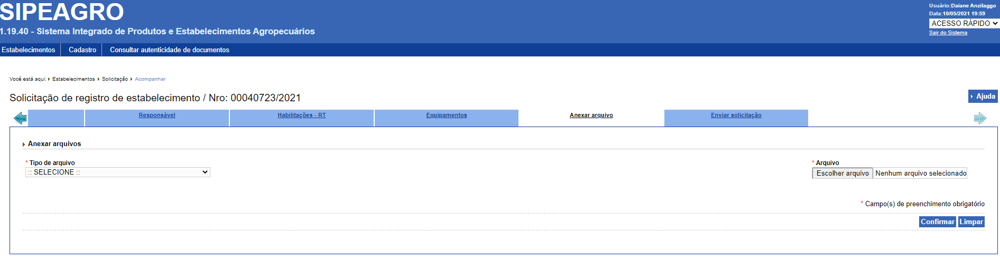 SIPEAGRO
1.19.40 - Sistema Integrado de Produtos e Estabelecimentos Agropecuários
Usuário:Daiane Anzilaggo
Data:10/05/2021 19:59
ACESSO RÁPIDO
Sair do Sistema
Estabelecimentos Cadastro Consultar autenticidade de documentos
Você está aqui: Estabelecimentos Solicitação Acompanhar
Solicitação de registro de estabelecimento / Nro: 00040723/2021
Ajuda
Responsável Habilitações - RT Equipamentos Anexar arquivo Enviar solicitação
Anexar arquivos
* Tipo de arquivo
:: SELECIONE ::
* Arquivo
Escolher arquivo Nenhum arquivo selecionado
* Campo(s) de preenchimento obrigatório
Confirmar Limpar